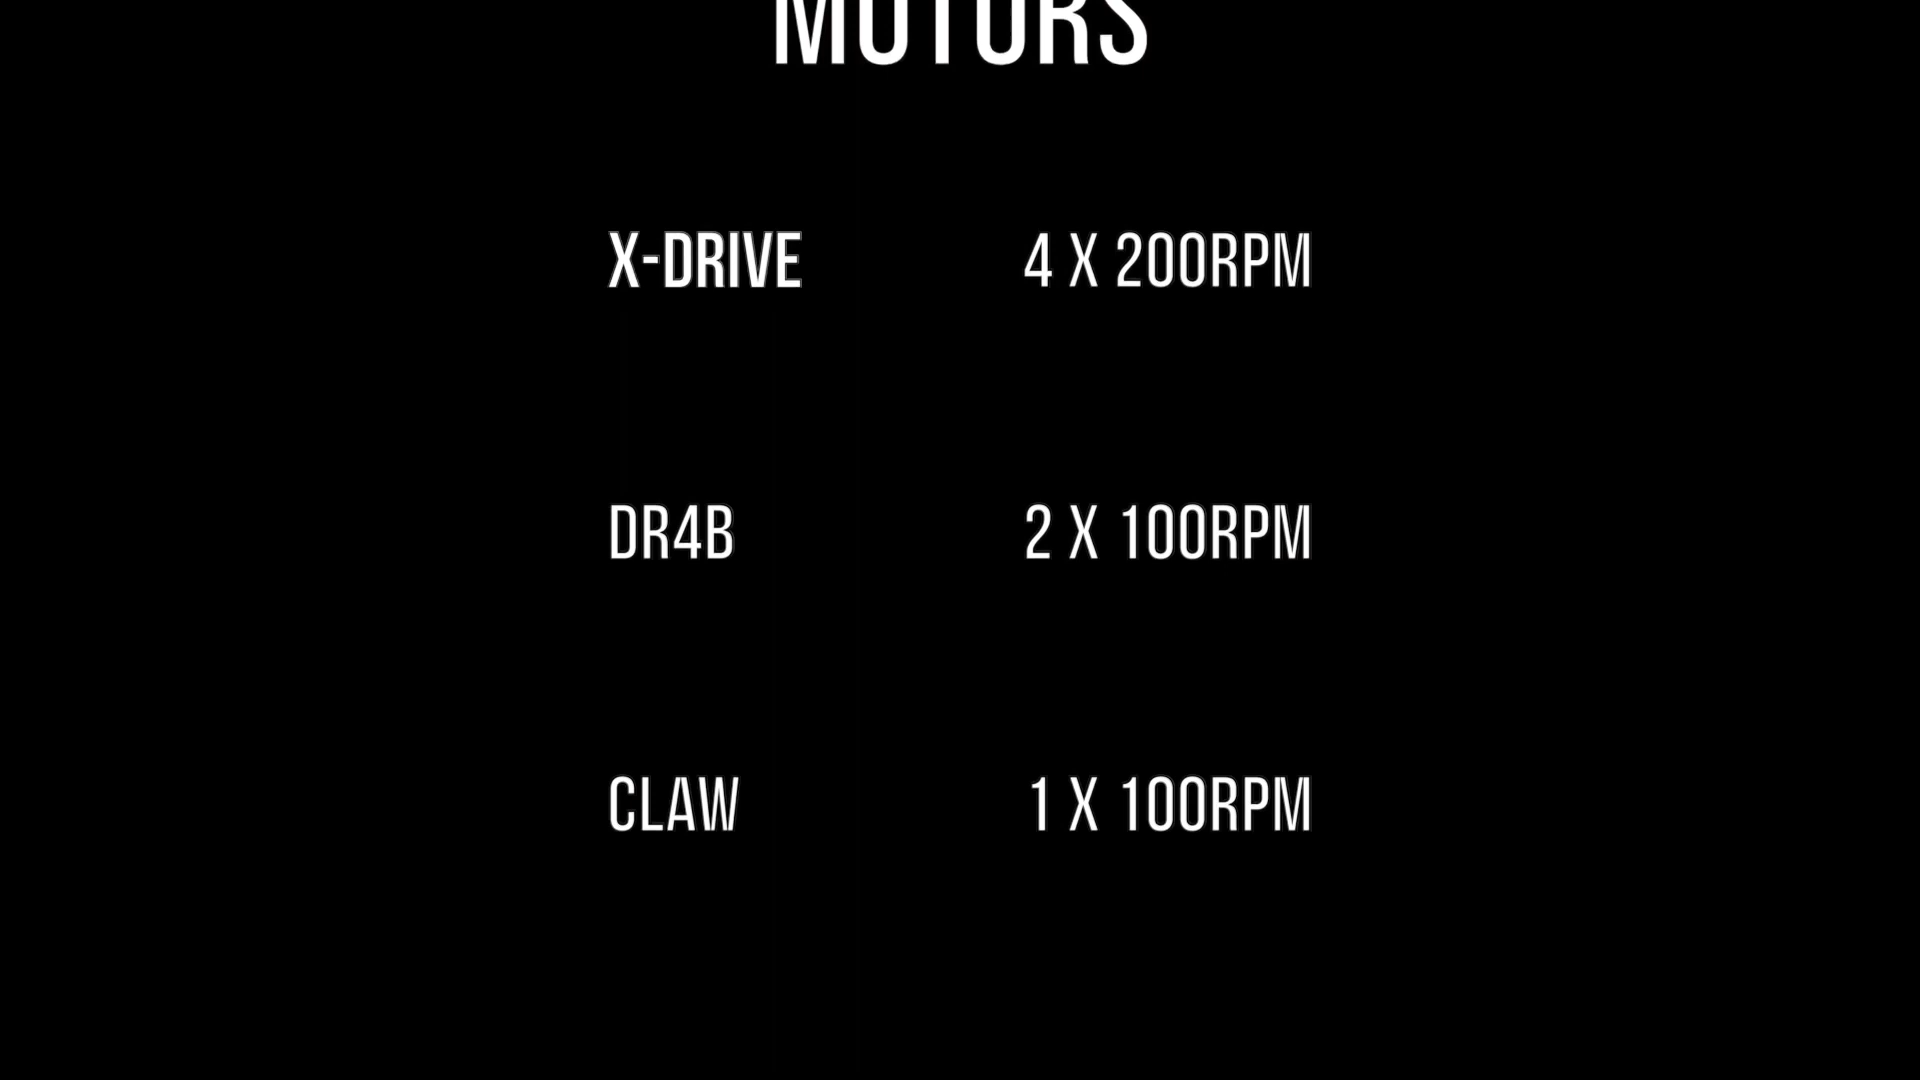 MOTORS
X-DRIVE 4 X 200RPM
DR4B 2 X 100RPM
CLAW 1 X 100RPM